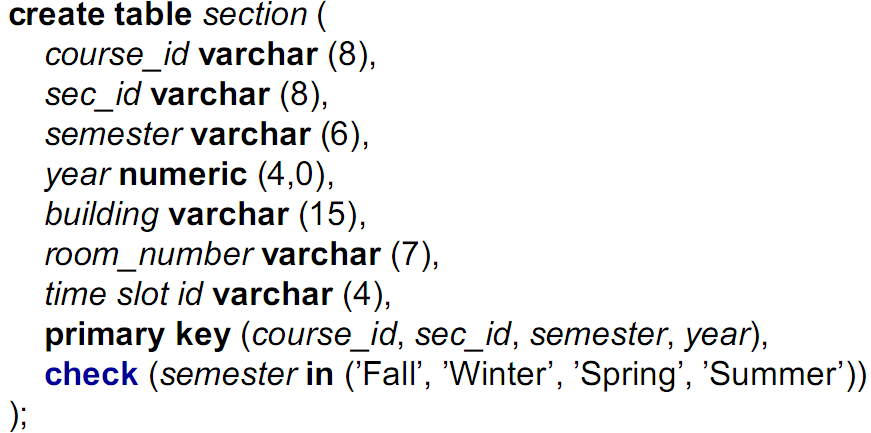 create table section (
course_id varchar (8),
sec_id varchar (8),
semester varchar (6),
year numeric (4,0),
building varchar (15),
room_number varchar (7),
time slot id varchar (4),
primary key (course_id, sec_id, semester, year),
check (semester in (’Fall’, ’Winter’, ’Spring’, ’Summer’))
);